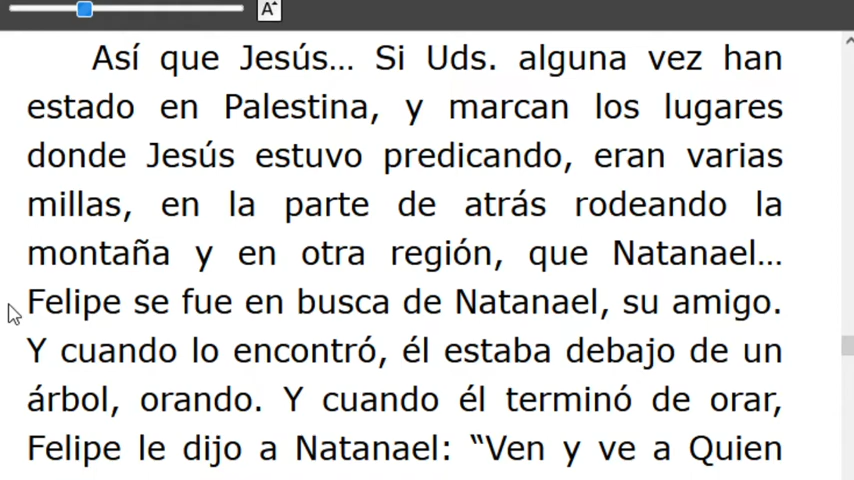 A
Así que Jesús... Si Uds. alguna vez han
estado en Palestina, y marcan los lugares
donde Jesús estuvo predicando, eran varias
millas, en la parte de atrás rodeando la
montaña y en otra región, que Natanael...
Felipe se fue en busca de Natanael, su amigo.
Y cuando lo encontró, él estaba debajo de un
árbol, orando. Y cuando él terminó de orar,
Felipe le dijo a Natanael: “Ven y ve a Quien